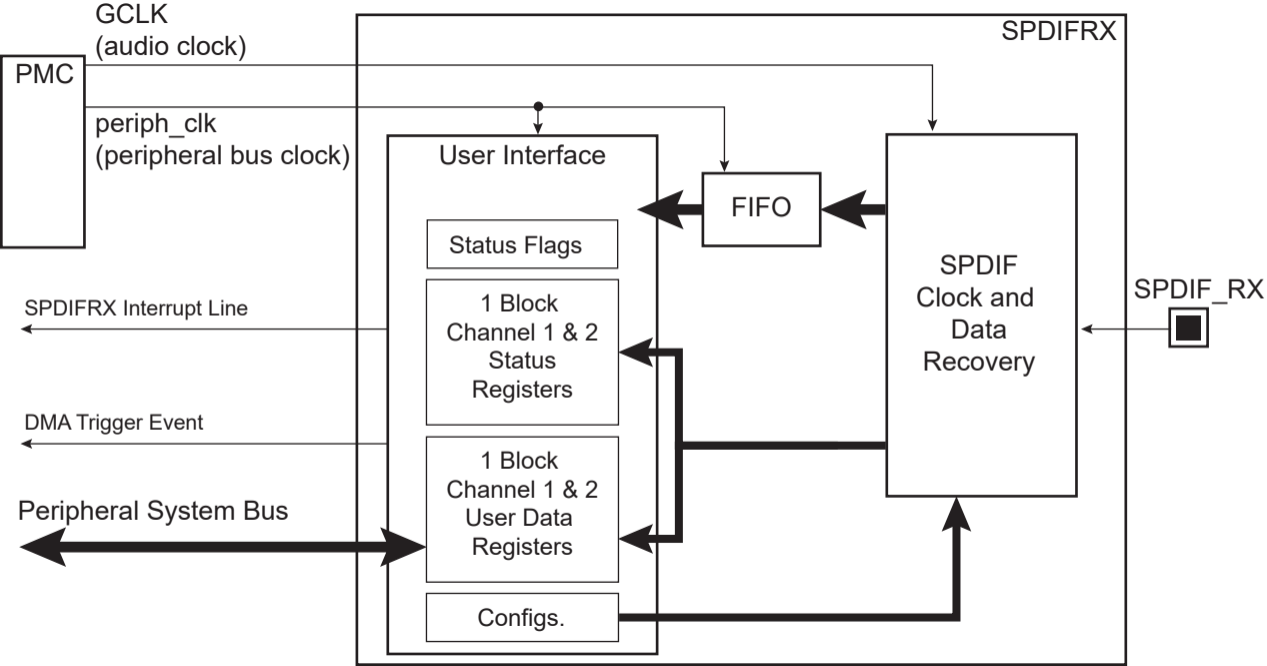 GCLK
(audio clock)
SPDIFRX
PMC
periph_clk
(peripheral bus clock)
User Interface
FIFO
Status Flags
SPDIF
Clock and
Data
Recovery
SPDIF_RX
SPDIFRX Interrupt Line
1 Block
Channel 1 & 2
Status
Registers
DMA Trigger Event
1 Block
Channel 1 & 2
User Data
Registers
Peripheral System Bus
Configs.